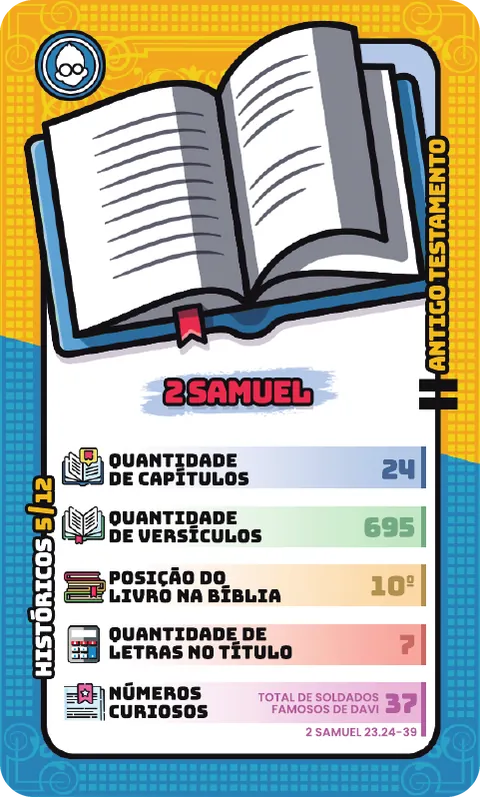 ANTIGO TESTAMENTO
2 SAMUEL
QUANTIDADE
DE CAPÍTULOS
24
QUANTIDADE
DE VERSÍCULOS
695
POSIÇÃO DO
LIVRO NA BÍBLIA
10º
QUANTIDADE DE
LETRAS NO TÍTULO
7
NÚMEROS
CURIOSOS
TOTAL DE SOLDADOS
FAMOSOS DE DAVI
37
2 SAMUEL 23.24-39
HISTÓRICOS 5/12